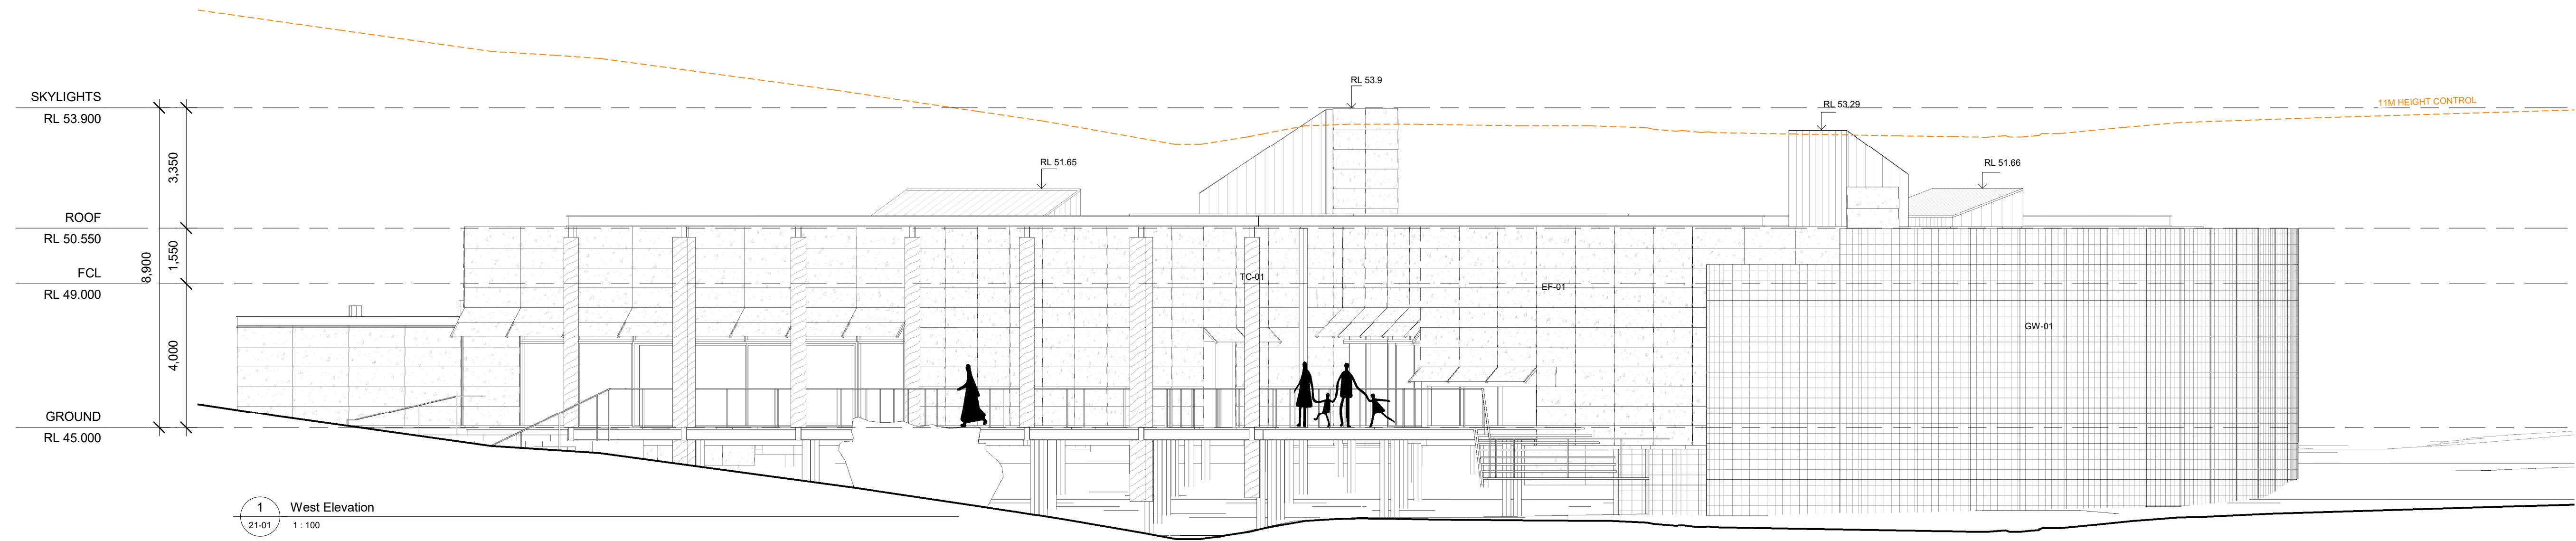 SKYLIGHTS
RL 53.900
ROOF
RL 50.550
FCL
RL 49.000
GROUND
RL 45.000
8,900
3,350
1,550
4,000
RL 51.65
RL 53.9
RL 53.29
RL 51.66
11M HEIGHT CONTROL
TC-01
EF-01
GW-01
1
21-01
West Elevation
1 : 100